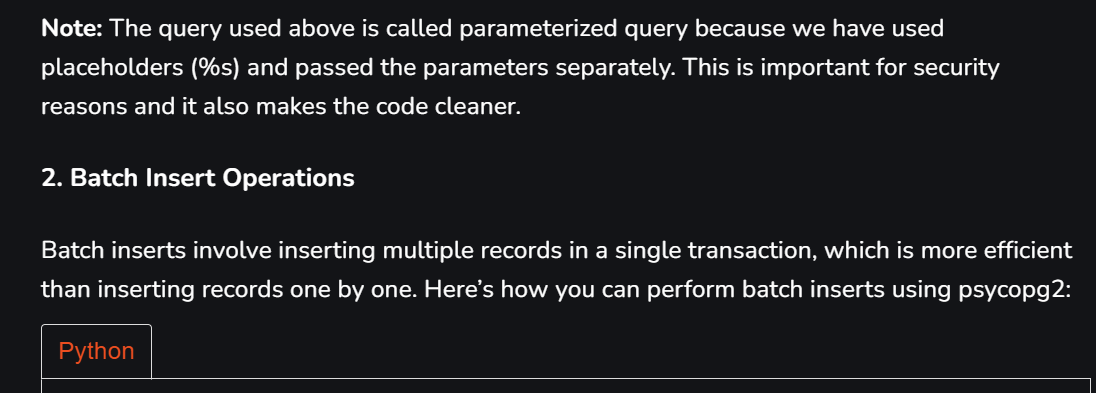 Note: The query used above is called parameterized query because we have used
placeholders (%s) and passed the parameters separately. This is important for security
reasons and it also makes the code cleaner.
2. Batch Insert Operations
Batch inserts involve inserting multiple records in a single transaction, which is more efficient
than inserting records one by one. Here’s how you can perform batch inserts using psycopg2:
Python